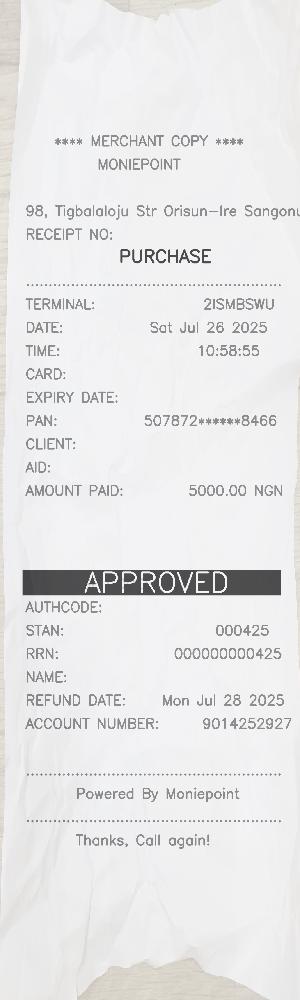 **** MERCHANT COPY ****
MONIEPOINT
98, Tigbalaloju Str Orisun-Ire Sangonu
RECEIPT NO:
PURCHASE
TERMINAL: 2ISMBSWU
DATE: Sat Jul 26 2025
TIME: 10:58:55
CARD:
EXPIRY DATE:
PAN: 507872******8466
CLIENT:
AID:
AMOUNT PAID: 5000.00 NGN
APPROVED
AUTHCODE:
STAN: 000425
RRN: 000000000425
NAME:
REFUND DATE: Mon Jul 28 2025
ACCOUNT NUMBER: 9014252927
Powered By Moniepoint
Thanks, Call again!